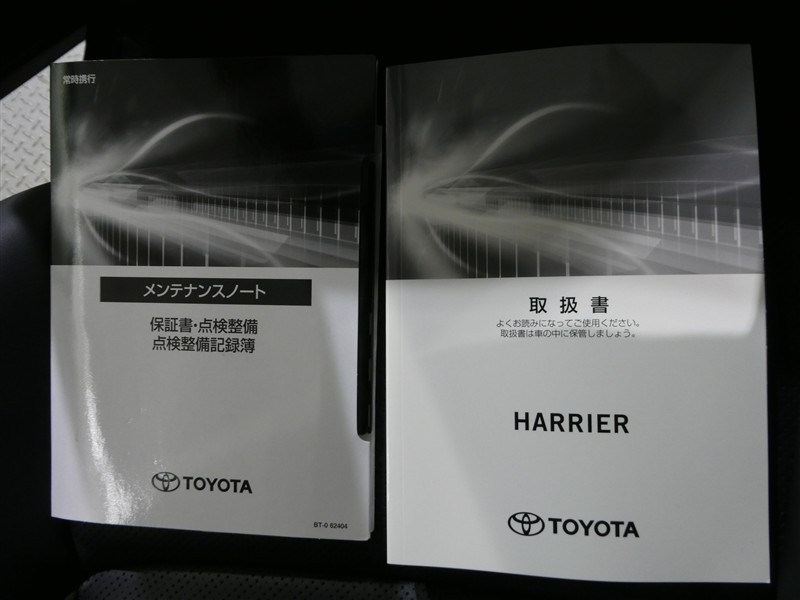 常時携行
メンテナンスノート
保証書・点検整備
点検整備記録簿
TOYOTA
BT-0 62404
取扱書
よくお読みになってご使用ください。
取扱書は車の中に保管しましょう。
HARRIER
TOYOTA